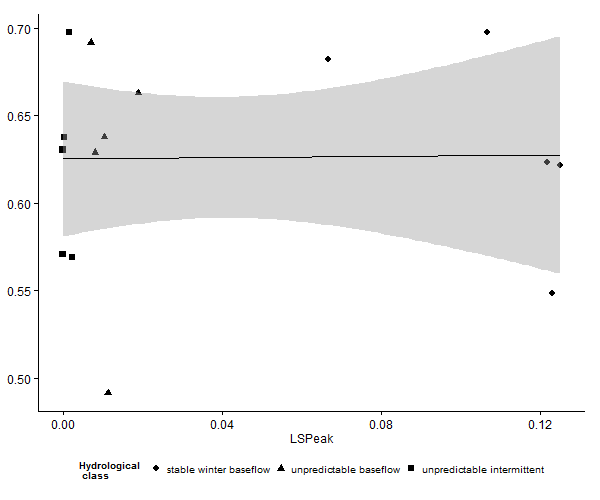 0.70
0.65
0.60
0.55
0.50
0.00 0.04 0.08 0.12
LSPeak
Hydrological
class
stable winter baseflow unpredictable baseflow unpredictable intermittent